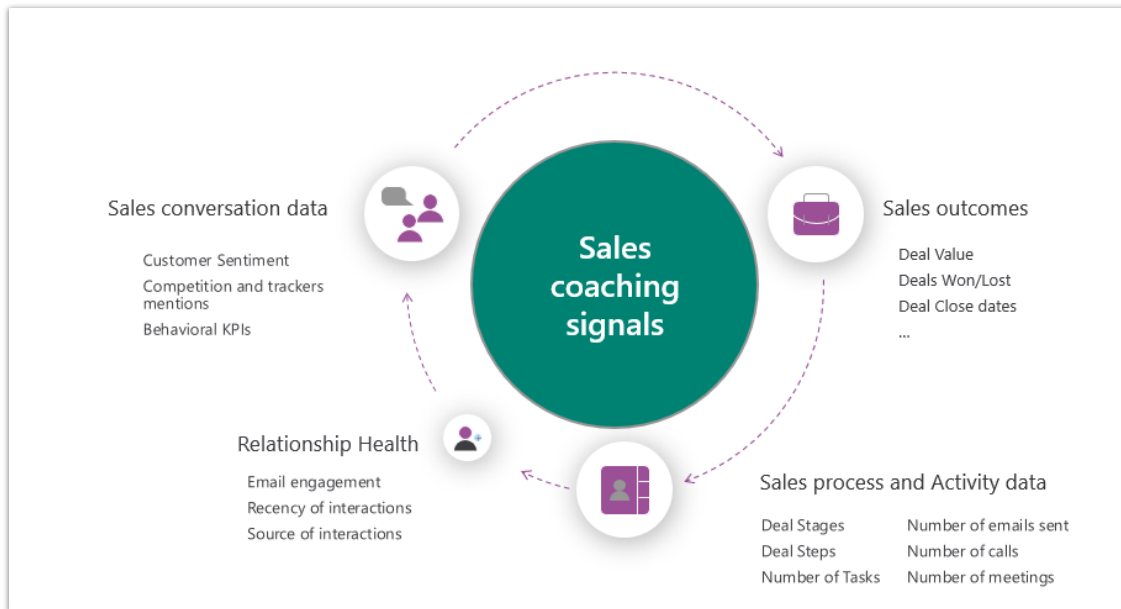 Sales conversation data
Customer Sentiment
Competition and trackers
mentions
Behavioral KPIs
Sales
coaching
signals
Sales outcomes
Deal Value
Deals Won/Lost
Deal Close dates
...
Relationship Health
Email engagement
Recency of interactions
Source of interactions
Sales process and Activity data
Deal Stages
Deal Steps
Number of Tasks
Number of emails sent
Number of calls
Number of meetings